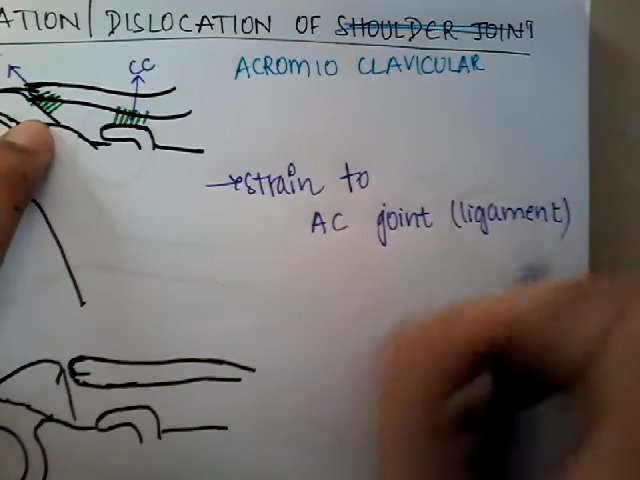 ATION/DISLOCATION OF SHOULDER JOINT
CC
ACROMIO CLAVICULAR
→strain to
AC joint (ligament)